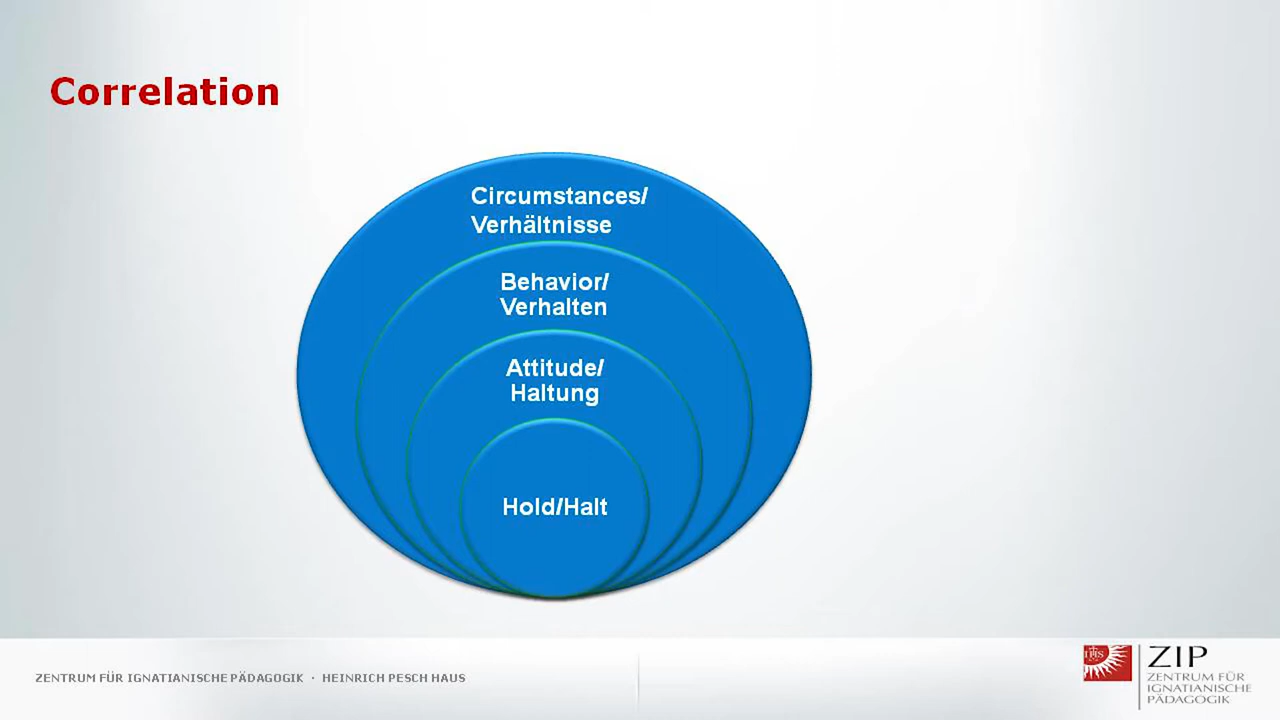 Correlation
Circumstances/
Verhältnisse
Behavior/
Verhalten
Attitude/
Haltung
Hold/Halt
ZENTRUM FÜR IGNATIANISCHE PÄDAGOGIK · HEINRICH PESCH HAUS
IHS
ZIP
ZENTRUM FÜR
IGNATIANISCHE
PÄDAGOGIK